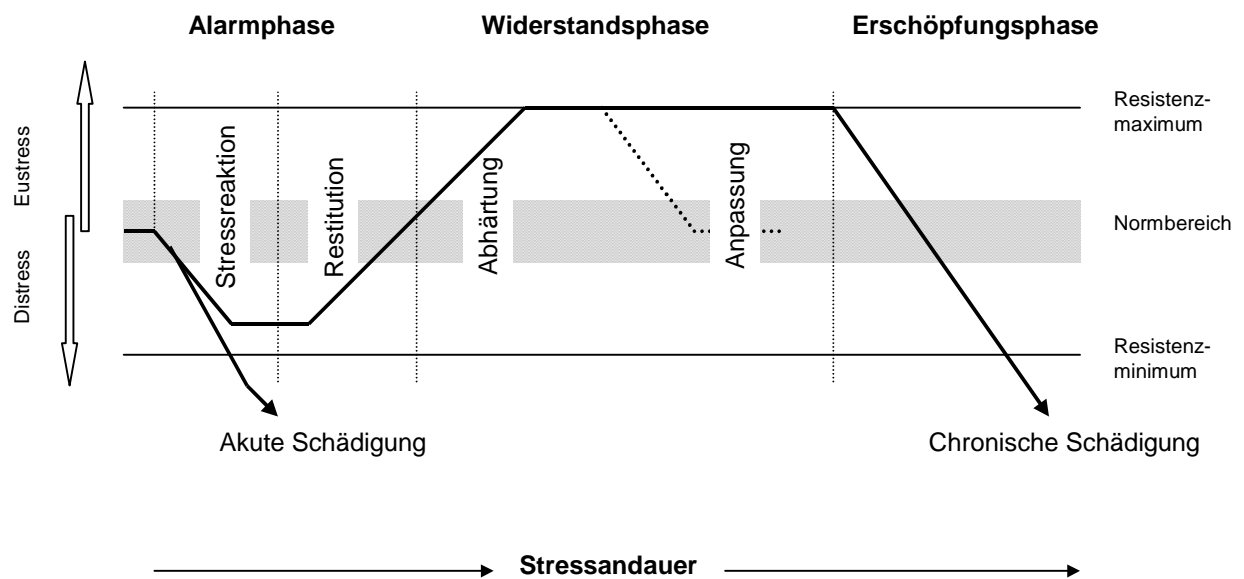 Alarmphase
Widerstandsphase
Erschöpfungsphase
Eustress
Distress
Stressreaktion
Restitution
Abhärtung
Anpassung
Resistenz-
maximum
Normbereich
Resistenz-
minimum
Akute Schädigung
Chronische Schädigung
Stressandauer